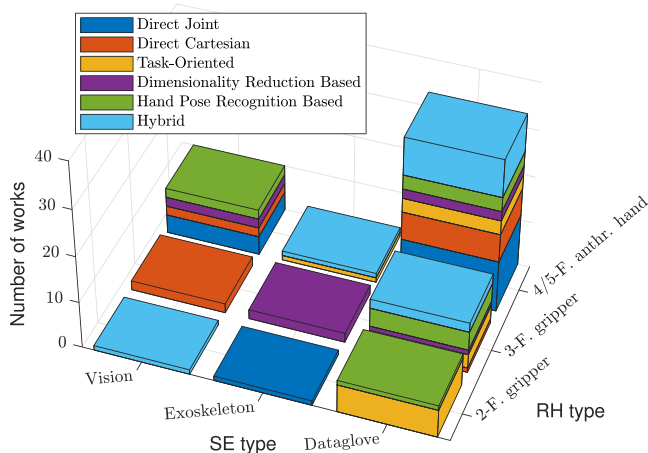 Direct Joint
Direct Cartesian
Task-Oriented
Dimensionality Reduction Based
Hand Pose Recognition Based
Hybrid
40
30
20
10
0
Number of works
Vision
Exoskeleton
Dataglove
SE type
2-F. gripper
3-F. gripper
4/5-F. anthr. hand
RH type